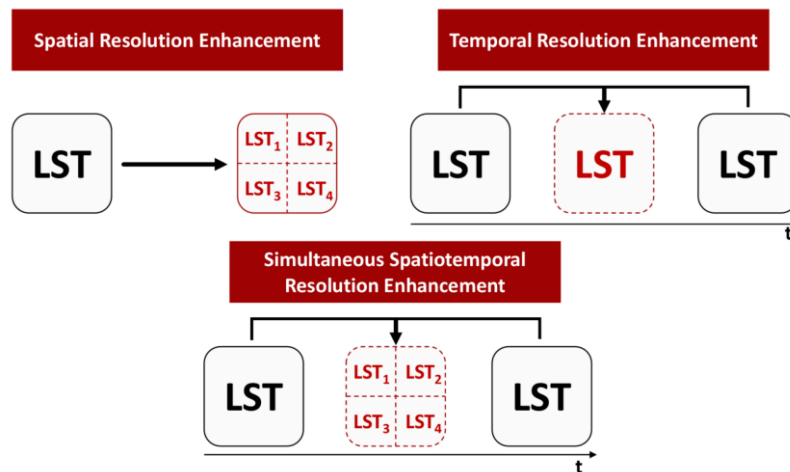 Spatial Resolution Enhancement
Temporal Resolution Enhancement
LST
LST₁ LST₂
LST₃ LST₄
LST
LST
LST
t
Simultaneous Spatiotemporal
Resolution Enhancement
LST
LST₁ LST₂
LST₃ LST₄
LST
t